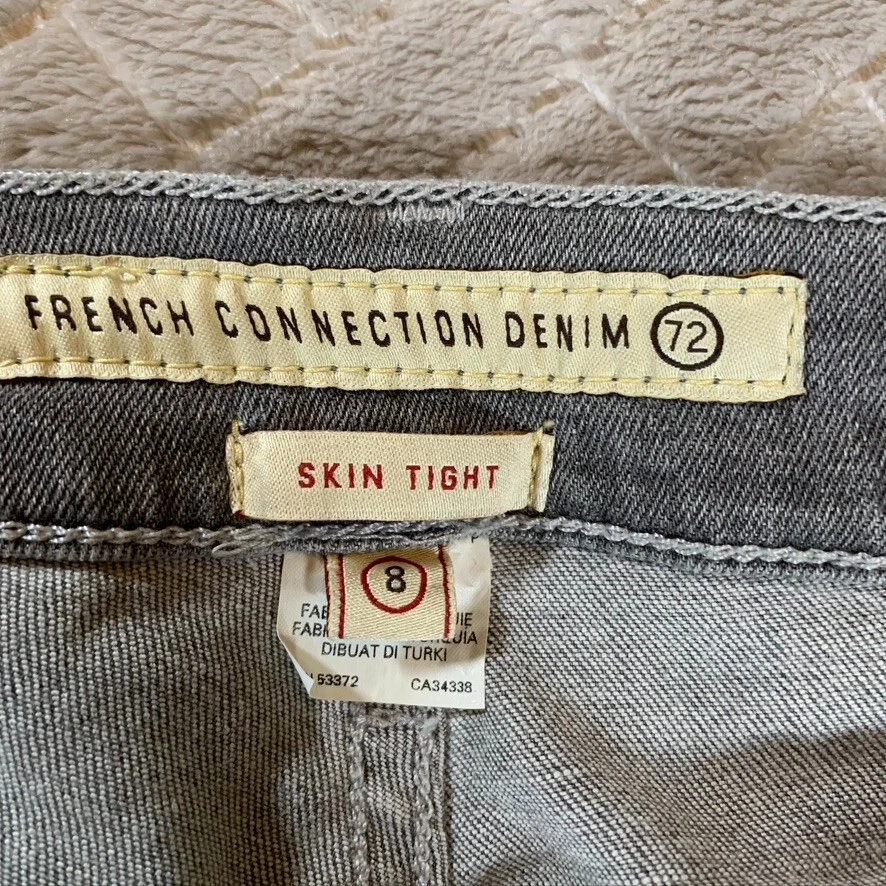 FRENCH CONNECTION DENIM 72
SKIN TIGHT
8
DIBUAT DI TURKI
53372 CA34338